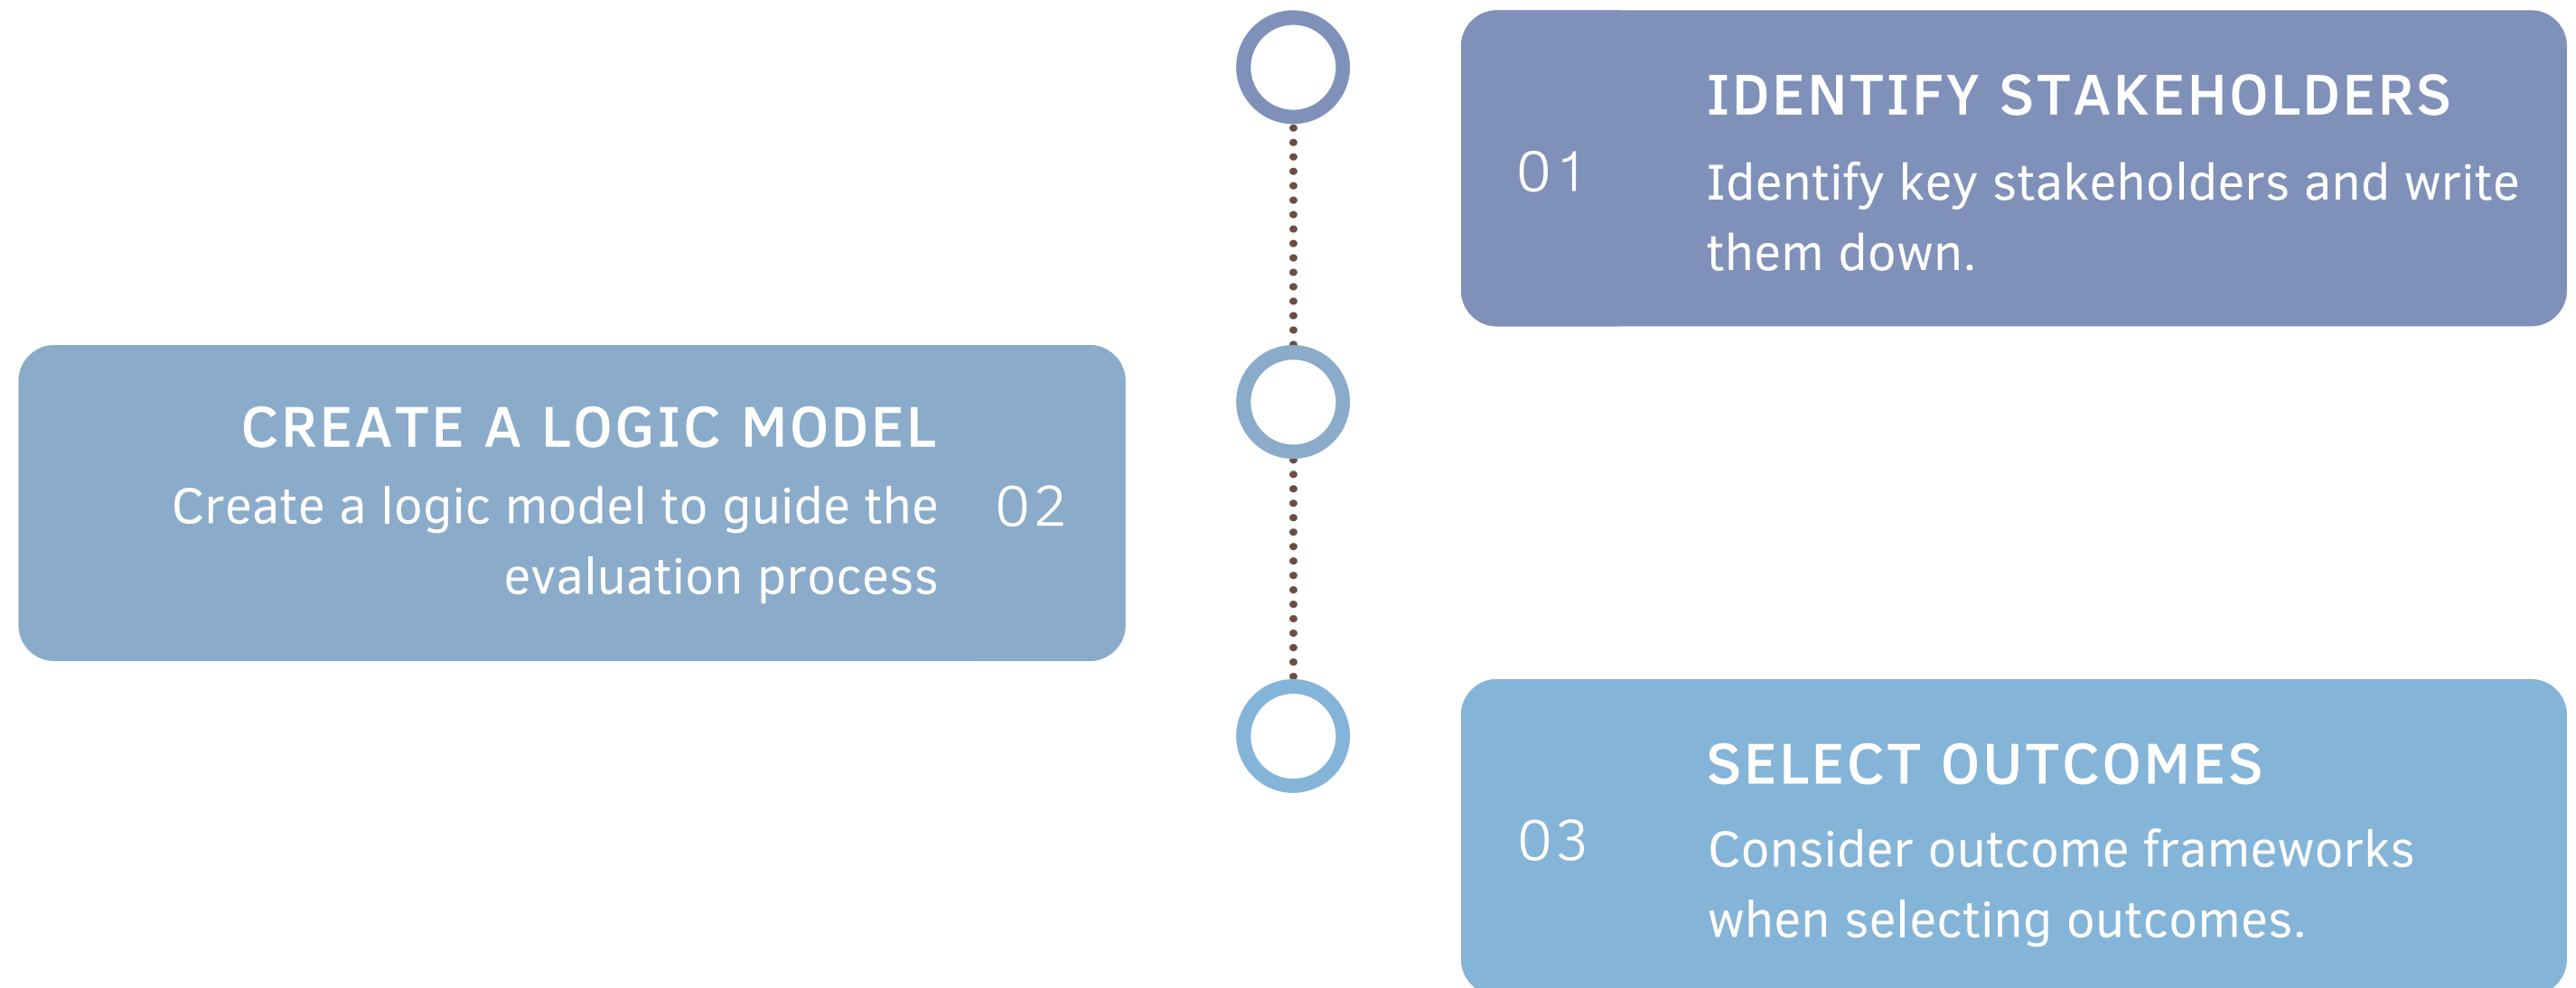 01
IDENTIFY STAKEHOLDERS
Identify key stakeholders and write
them down.
CREATE A LOGIC MODEL
Create a logic model to guide the
evaluation process
02
03
SELECT OUTCOMES
Consider outcome frameworks
when selecting outcomes.